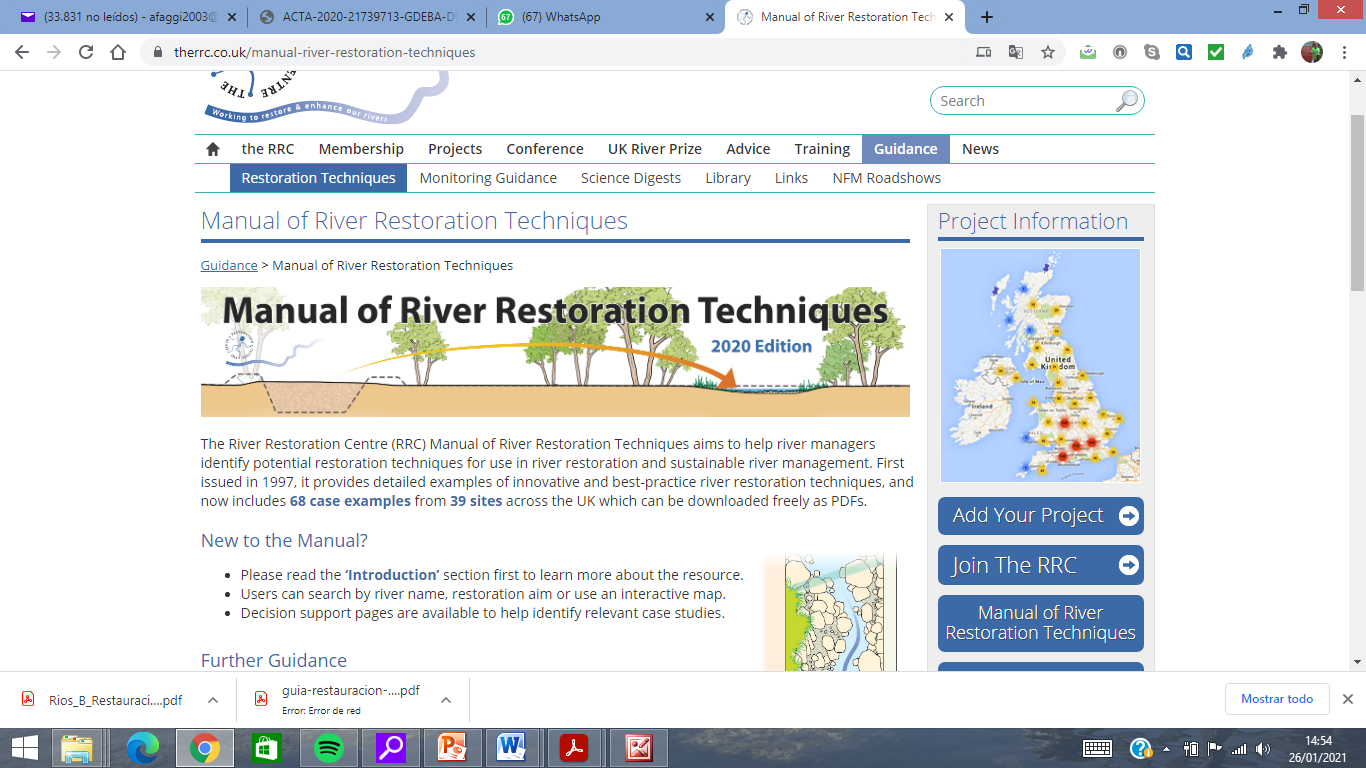 (33.831 no leídos) - afaggi2003@
ACTA-2020-21739713-GDEBA-D
(67) WhatsApp
Manual of River Restoration Tech
therrc.co.uk/manual-river-restoration-techniques
THE
ENTRE
Working to restore & enhance our rivers
Search
the RRC Membership Projects Conference UK River Prize Advice Training Guidance News
Restoration Techniques Monitoring Guidance Science Digests Library Links NFM Roadshows
Manual of River Restoration Techniques
Guidance > Manual of River Restoration Techniques
Manual of River Restoration Techniques
2020 Edition
The River Restoration Centre (RRC) Manual of River Restoration Techniques aims to help river managers
identify potential restoration techniques for use in river restoration and sustainable river management. First
issued in 1997, it provides detailed examples of innovative and best-practice river restoration techniques, and
now includes 68 case examples from 39 sites across the UK which can be downloaded freely as PDFs.
New to the Manual?
• Please read the ‘Introduction’ section first to learn more about the resource.
• Users can search by river name, restoration aim or use an interactive map.
• Decision support pages are available to help identify relevant case studies.
Further Guidance
Project Information
United
Kingdom
Isle of Man
Ireland
Add Your Project
Join The RRC
Manual of River
Restoration Techniques
Rios_B_Restauraci....pdf
guia-restauracion-....pdf
Error: Error de red
Mostrar todo
14:54
26/01/2021